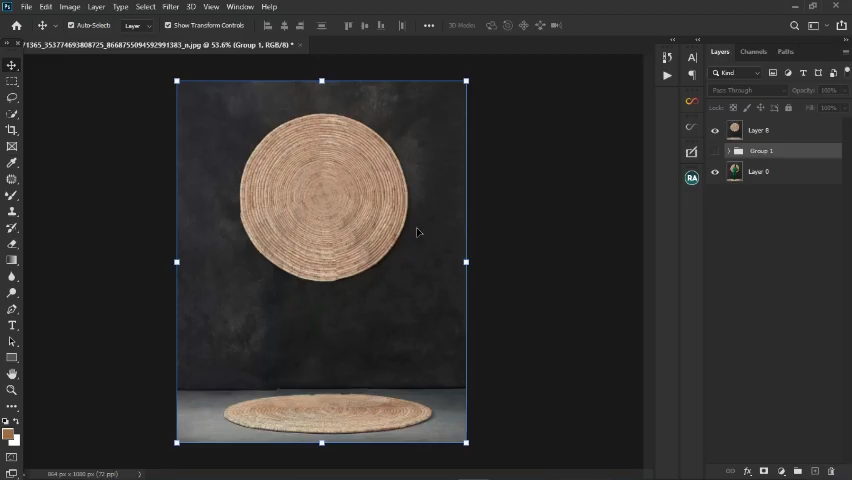 File Edit Image Layer Type Select Filter 3D View Window Help
Auto-Select: Layer Show Transform Controls 3D Mode:
71365_353774693808725_8668755094592991383_n.jpg @ 53.6% (Group 1, RGB/8) *
Layers Channels Paths
Kind
Pass Through Opacity: 100%
Lock: Fill: 100%
Layer 8
Group 1
Layer 0
RA
864 px x 1080 px (72 ppi)